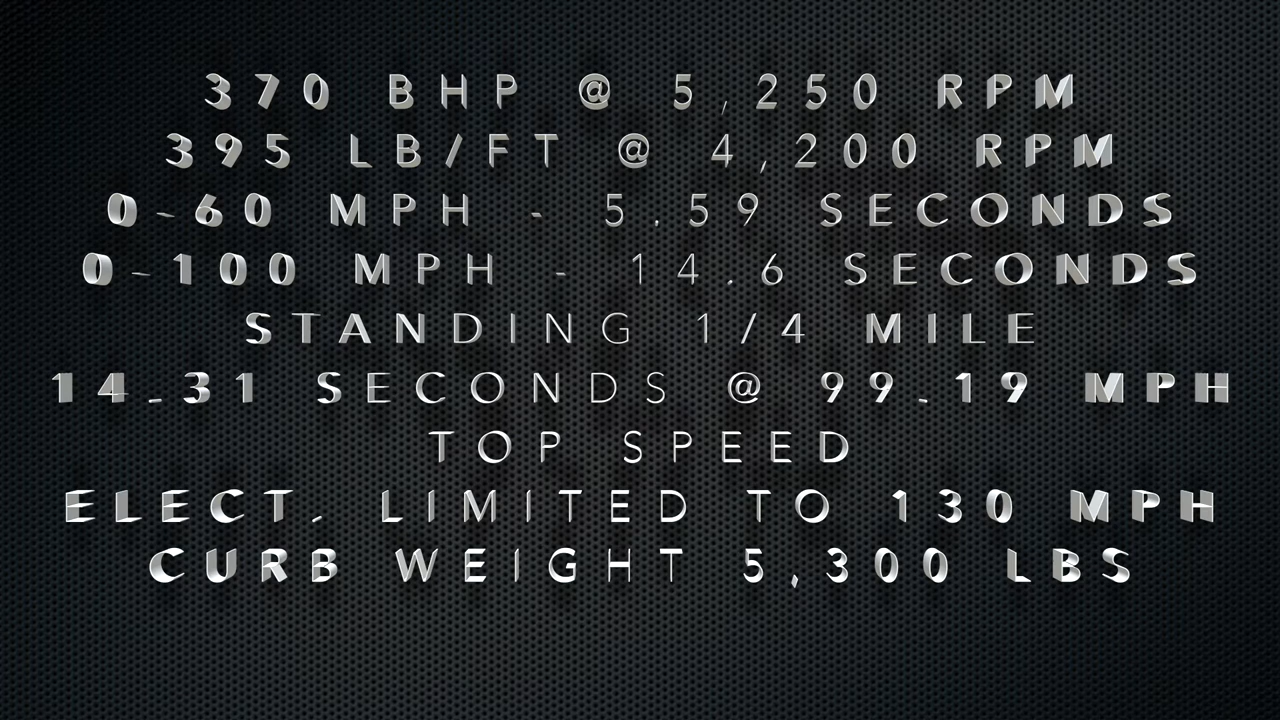 370 BHP @ 5,250 RPM
395 LB/FT @ 4,200 RPM
0-60 MPH - 5.59 SECONDS
0-100 MPH - 14.6 SECONDS
STANDING 1/4 MILE
14.31 SECONDS @ 99.19 MPH
TOP SPEED
ELECT. LIMITED TO 130 MPH
CURB WEIGHT 5,300 LBS